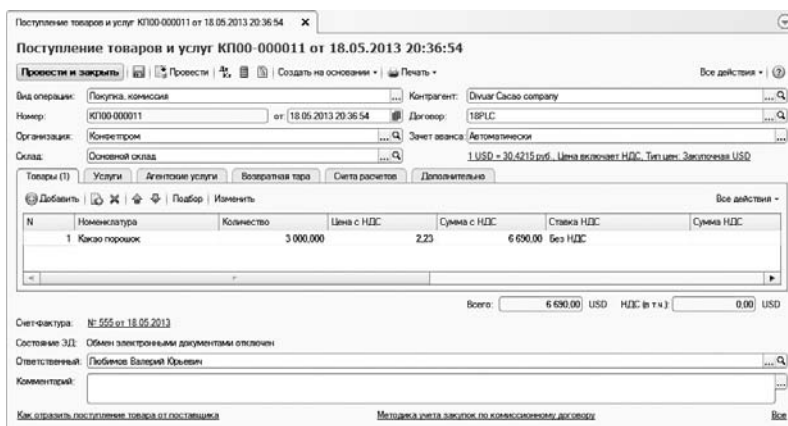 Поступление товаров и услуг КП00-000011 от 18.05.2013 20:36:54
Поступление товаров и услуг КП00-000011 от 18.05.2013 20:36:54
Провести и закрыть Провести Создать на основании Печать Все действия
Вид операции: Покупка, комиссия Контрагент: Divuar Cacao company
Номер: КП00-000011 от 18.05.2013 20:36:54 Договор: 18PLC
Организация: Конфетпром Зачет аванса: Автоматически
Склад: Основной склад 1 USD = 30,4215 руб., Цена включает НДС, Тип цен: Закупочная USD
Товары (1) Услуги Агентские услуги Возвратная тара Счета расчетов Дополнительно
Добавить Подбор Изменить Все действия
N Номенклатура Количество Цена с НДС Сумма с НДС Ставка НДС Сумма НДС
1 Какао порошок 3 000,000 2,23 6 690,00 Без НДС
Всего: 6 690,00 USD НДС (в т.ч.): 0,00 USD
Счет-фактура: № 555 от 18.05.2013
Состояние ЭД: Обмен электронными документами отключен
Ответственный: Любимов Валерий Юрьевич
Комментарий:
Как отразить поступление товара от поставщика Методика учета закупок по комиссионному договору Все